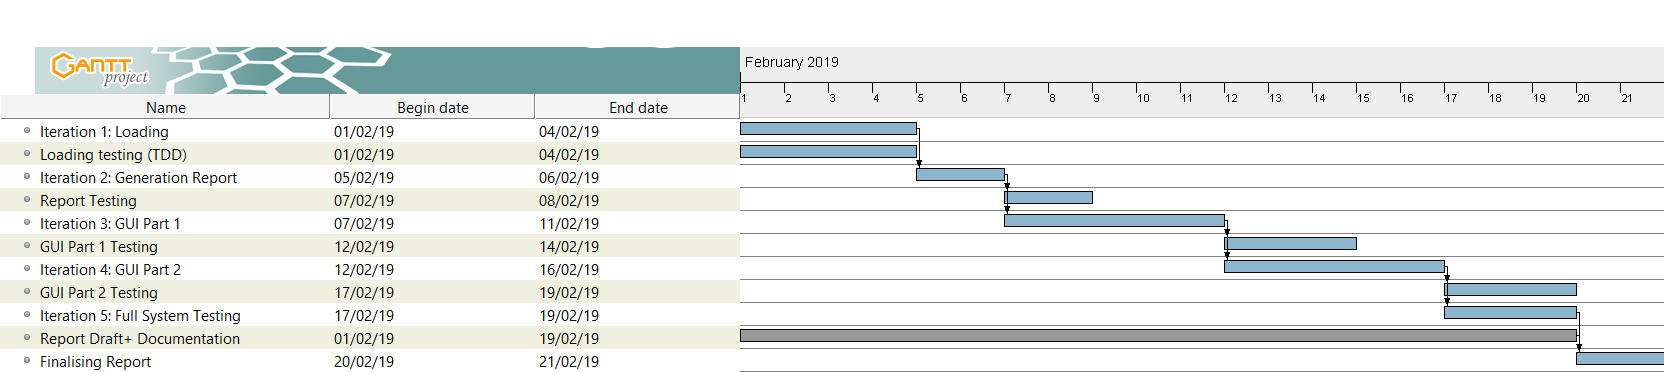 GANTT
project
February 2019
1 2 3 4 5 6 7 8 9 10 11 12 13 14 15 16 17 18 19 20 21
Name Begin date End date
Iteration 1: Loading 01/02/19 04/02/19
Loading testing (TDD) 01/02/19 04/02/19
Iteration 2: Generation Report 05/02/19 06/02/19
Report Testing 07/02/19 08/02/19
Iteration 3: GUI Part 1 07/02/19 11/02/19
GUI Part 1 Testing 12/02/19 14/02/19
Iteration 4: GUI Part 2 12/02/19 16/02/19
GUI Part 2 Testing 17/02/19 19/02/19
Iteration 5: Full System Testing 17/02/19 19/02/19
Report Draft+ Documentation 01/02/19 19/02/19
Finalising Report 20/02/19 21/02/19